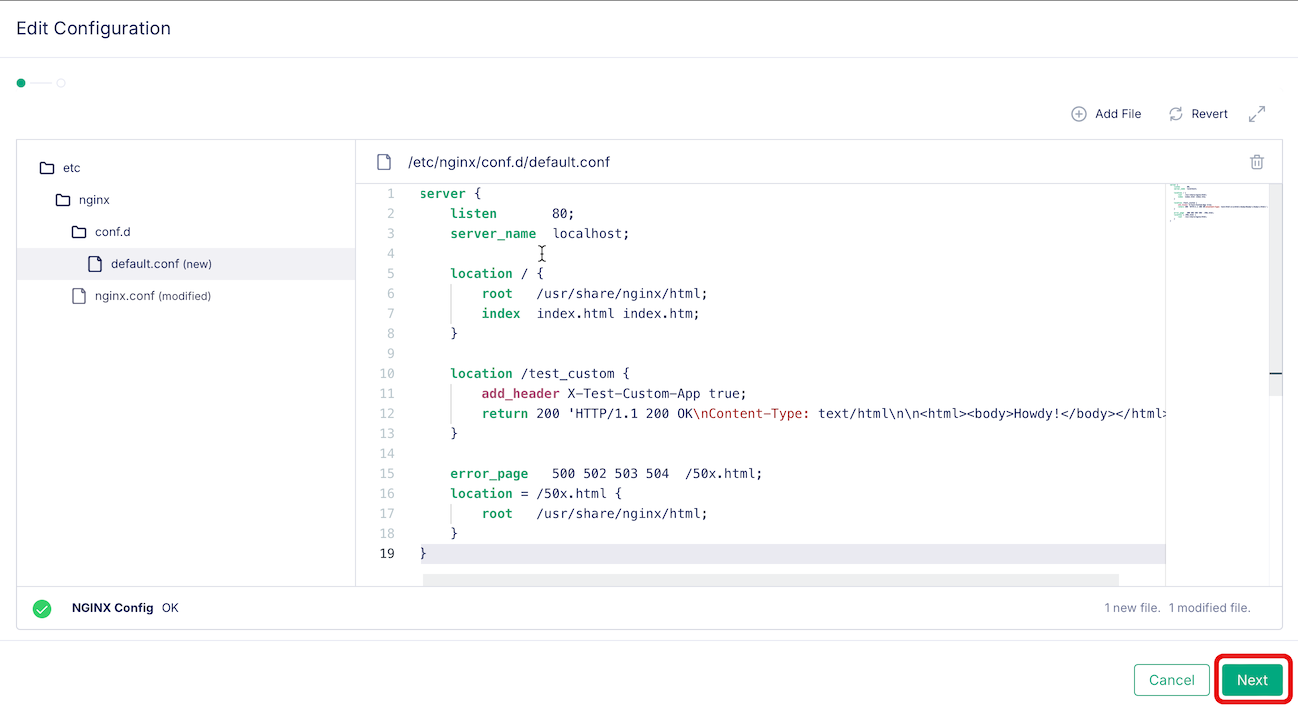 Edit Configuration
Add File
Revert
etc
nginx
conf.d
default.conf (new)
nginx.conf (modified)
/etc/nginx/conf.d/default.conf
1 server {
2     listen       80;
3     server_name  localhost;
4
5     location / {
6         root   /usr/share/nginx/html;
7         index  index.html index.htm;
8     }
9
10     location /test_custom {
11         add_header X-Test-Custom-App true;
12         return 200 'HTTP/1.1 200 OK\nContent-Type: text/html\n\n<html><body>Howdy!</body></html>
13     }
14
15     error_page   500 502 503 504  /50x.html;
16     location = /50x.html {
17         root   /usr/share/nginx/html;
18     }
19 }
NGINX Config OK
1 new file. 1 modified file.
Cancel
Next